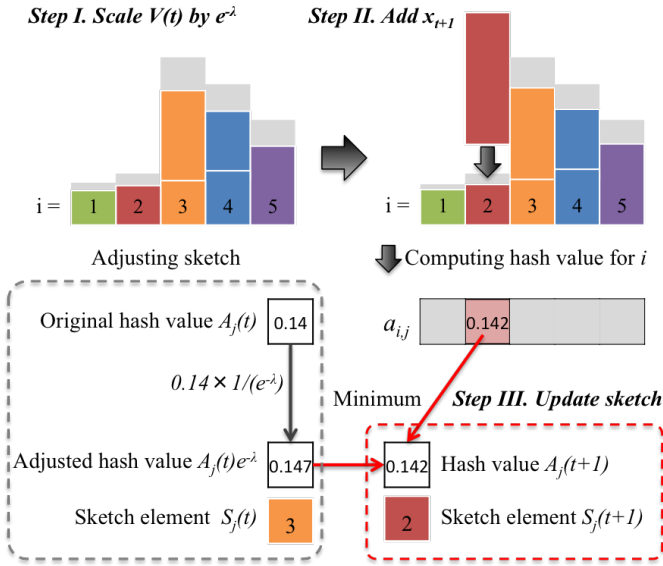 Step I. Scale V(t) by e^-λ
Step II. Add x_t+1
i =
1
2
3
4
5
i =
1
2
3
4
5
Adjusting sketch
Computing hash value for i
Original hash value A_j(t)
0.14
a_i,j
0.142
0.14 × 1/(e^-λ)
Minimum
Step III. Update sketch
Adjusted hash value A_j(t)e^-λ
0.147
0.142
Hash value A_j(t+1)
Sketch element S_j(t)
3
2
Sketch element S_j(t+1)